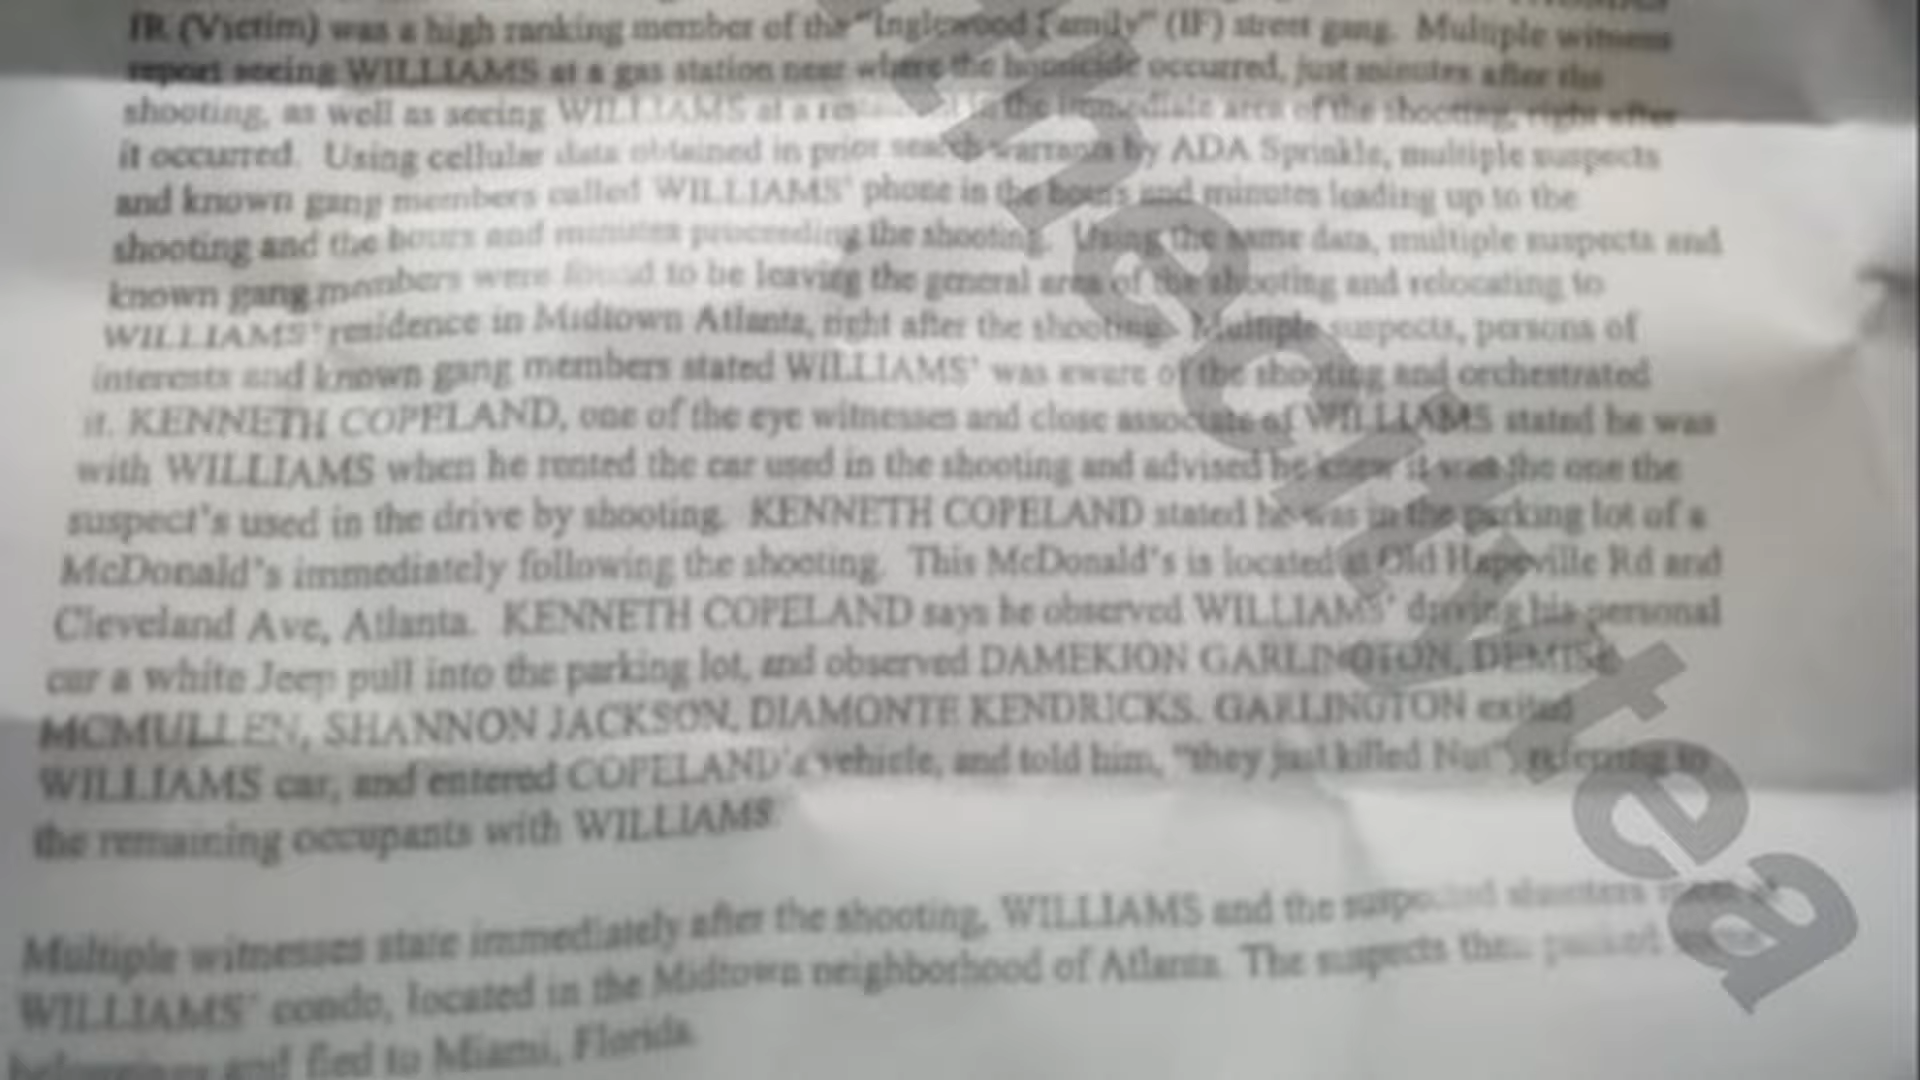 JR (Victim) was a high ranking member of the "Inglewood Family" (IF) street gang. Multiple witness
report seeing WILLIAMS at a gas station near where the homicide occurred, just minutes after the
shooting, as well as seeing WILLIAMS at a the immediate area of the shooting, right after
it occurred. Using cellular data obtained in prior search warrants by ADA Sprinkle, multiple suspects
and known gang members called WILLIAMS' phone in the hours and minutes leading up to the
shooting and the hours and minutes proceeding the shooting. Using the same data, multiple suspects and
known gang members were found to be leaving the general area of the shooting and relocating to
WILLIAMS' residence in Midtown Atlanta, right after the shooting. Multiple suspects, persons of
interests and known gang members stated WILLIAMS' was aware of the shooting and orchestrated
it. KENNETH COPELAND, one of the eye witnesses and close associate of WILLIAMS stated he was
with WILLIAMS when he rented the car used in the shooting and advised he knew it was the one the
suspect's used in the drive by shooting. KENNETH COPELAND stated he was in the parking lot of a
McDonald's immediately following the shooting. This McDonald's is located at Old Hapeville Rd and
Cleveland Ave, Atlanta. KENNETH COPELAND says he observed WILLIAMS' driving his personal
car a white Jeep pull into the parking lot, and observed DAMEKION GARLINGTON, DEMISE
MCMULLEN, SHANNON JACKSON, DIAMONTE KENDRICKS. GARLINGTON exited
WILLIAMS car, and entered COPELAND's vehicle, and told him, "they just killed Nut", referring to
the remaining occupants with WILLIAMS
Multiple witnesses state immediately after the shooting, WILLIAMS and the suspected shooters
WILLIAMS' condo, located in the Midtown neighborhood of Atlanta. The suspects then packed
belongings and fled to Miami, Florida.
thecitytea